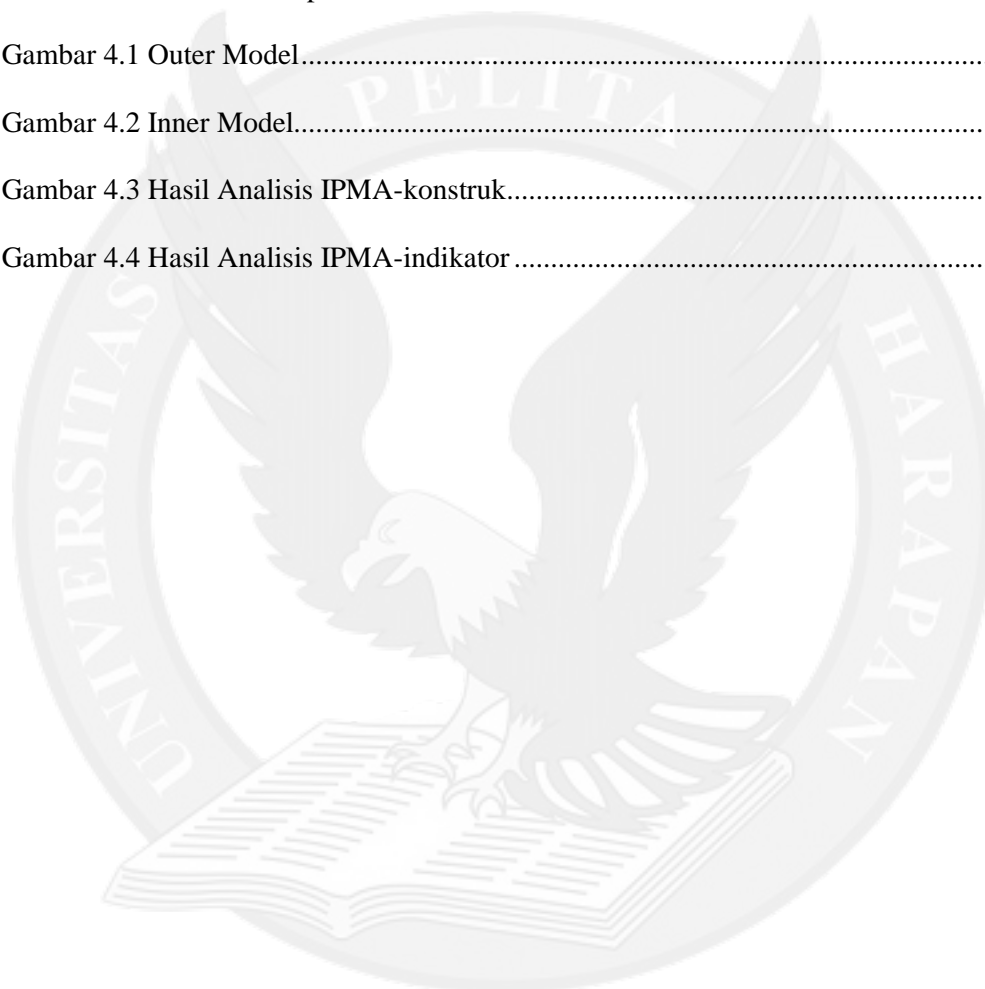 Gambar 4.1 Outer Model................................................................................................
Gambar 4.2 Inner Model.................................................................................................
Gambar 4.3 Hasil Analisis IPMA-konstruk..................................................................
Gambar 4.4 Hasil Analisis IPMA-indikator.................................................................
UNIVERSITAS PELITA HARAPAN